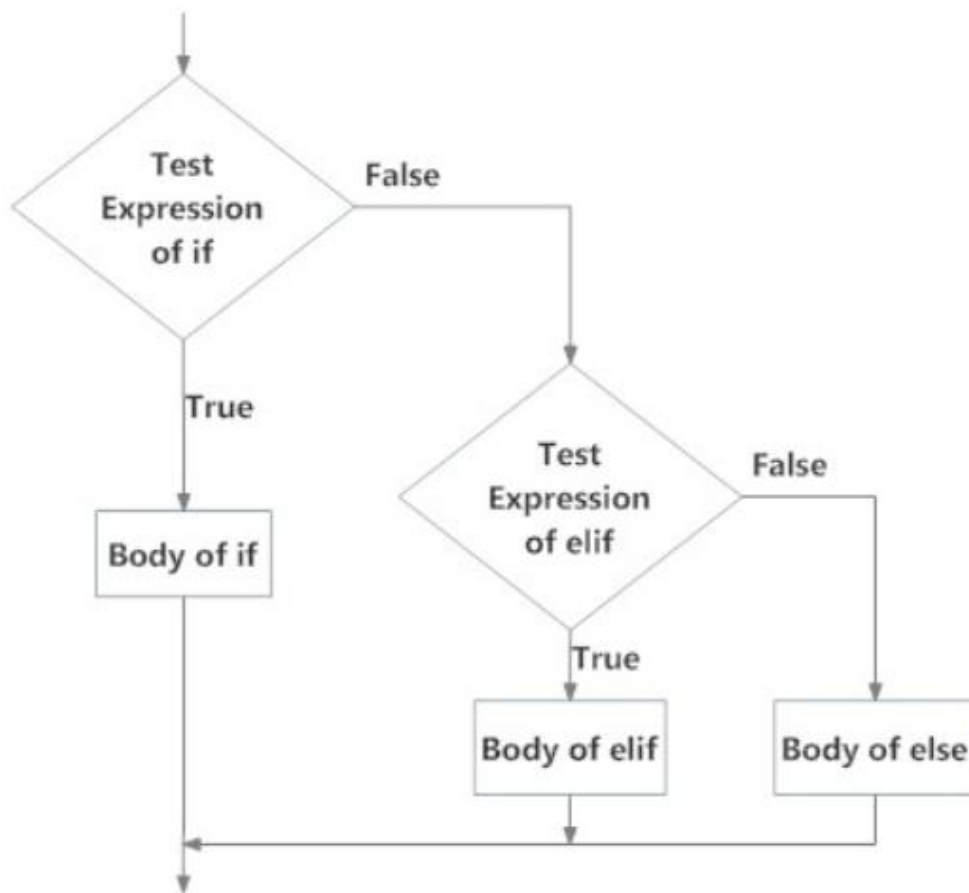 Test
Expression
of if
False
True
Body of if
Test
Expression
of elif
False
True
Body of elif
Body of else